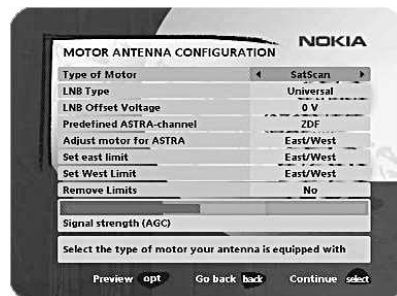 NOKIA
MOTOR ANTENNA CONFIGURATION
Type of Motor SatScan
LNB Type Universal
LNB Offset Voltage 0 V
Predefined ASTRA-channel ZDF
Adjust motor for ASTRA East/West
Set east limit East/West
Set West Limit East/West
Remove Limits No
Signal strength (AGC)
Select the type of motor your antenna is equipped with
Preview opt Go back back Continue select